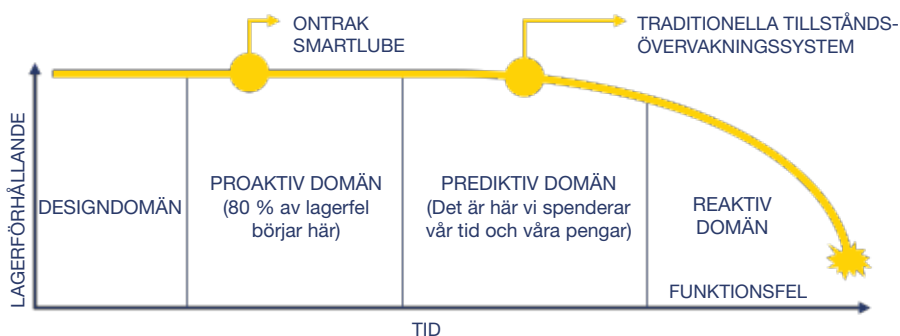 ONTRAK
SMARTLUBE
TRADITIONELLA TILLSTÅNDS-
ÖVERVAKNINGSSYSTEM
LAGERFÖRHÅLLANDE
DESIGNDOMÄN
PROAKTIV DOMÄN
(80 % av lagerfel
börjar här)
PREDIKTIV DOMÄN
(Det är här vi spenderar
vår tid och våra pengar)
REAKTIV
DOMÄN
FUNKTIONSFEL
TID